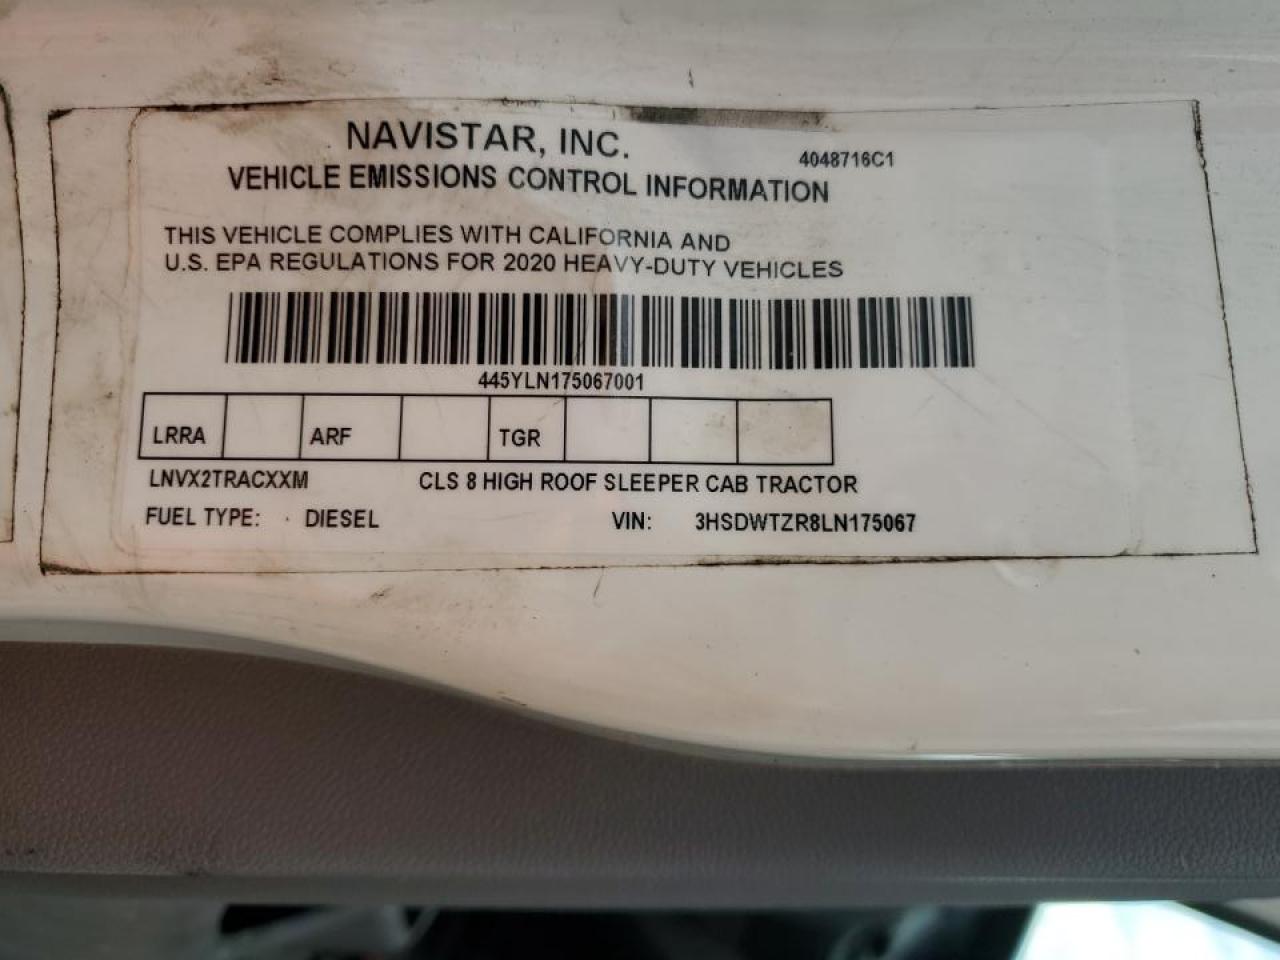 NAVISTAR, INC.
4048716C1
VEHICLE EMISSIONS CONTROL INFORMATION
THIS VEHICLE COMPLIES WITH CALIFORNIA AND
U.S. EPA REGULATIONS FOR 2020 HEAVY-DUTY VEHICLES
445YLN175067001
LRRA ARF TGR
LNVX2TRACXXM CLS 8 HIGH ROOF SLEEPER CAB TRACTOR
FUEL TYPE: DIESEL VIN: 3HSDWTZR8LN175067